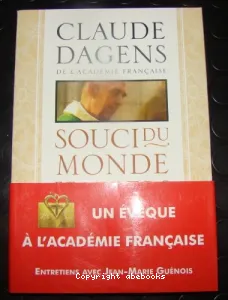 CLAUDE
DAGENS
DE L'ACADÉMIE FRANÇAISE
SOUCI DU
MONDE
UN ÉVÊQUE
À L'ACADÉMIE FRANÇAISE
ENTRETIENS AVEC JEAN-MARIE GUÉNOIS
Copyright abebooks